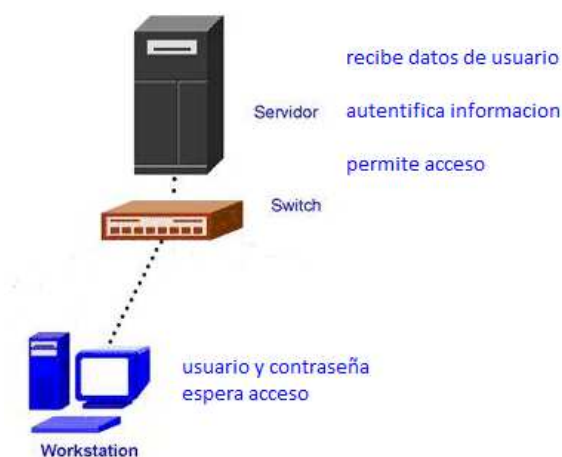 recibe datos de usuario
Servidor
autentifica informacion
permite acceso
Switch
usuario y contraseña
espera acceso
Workstation